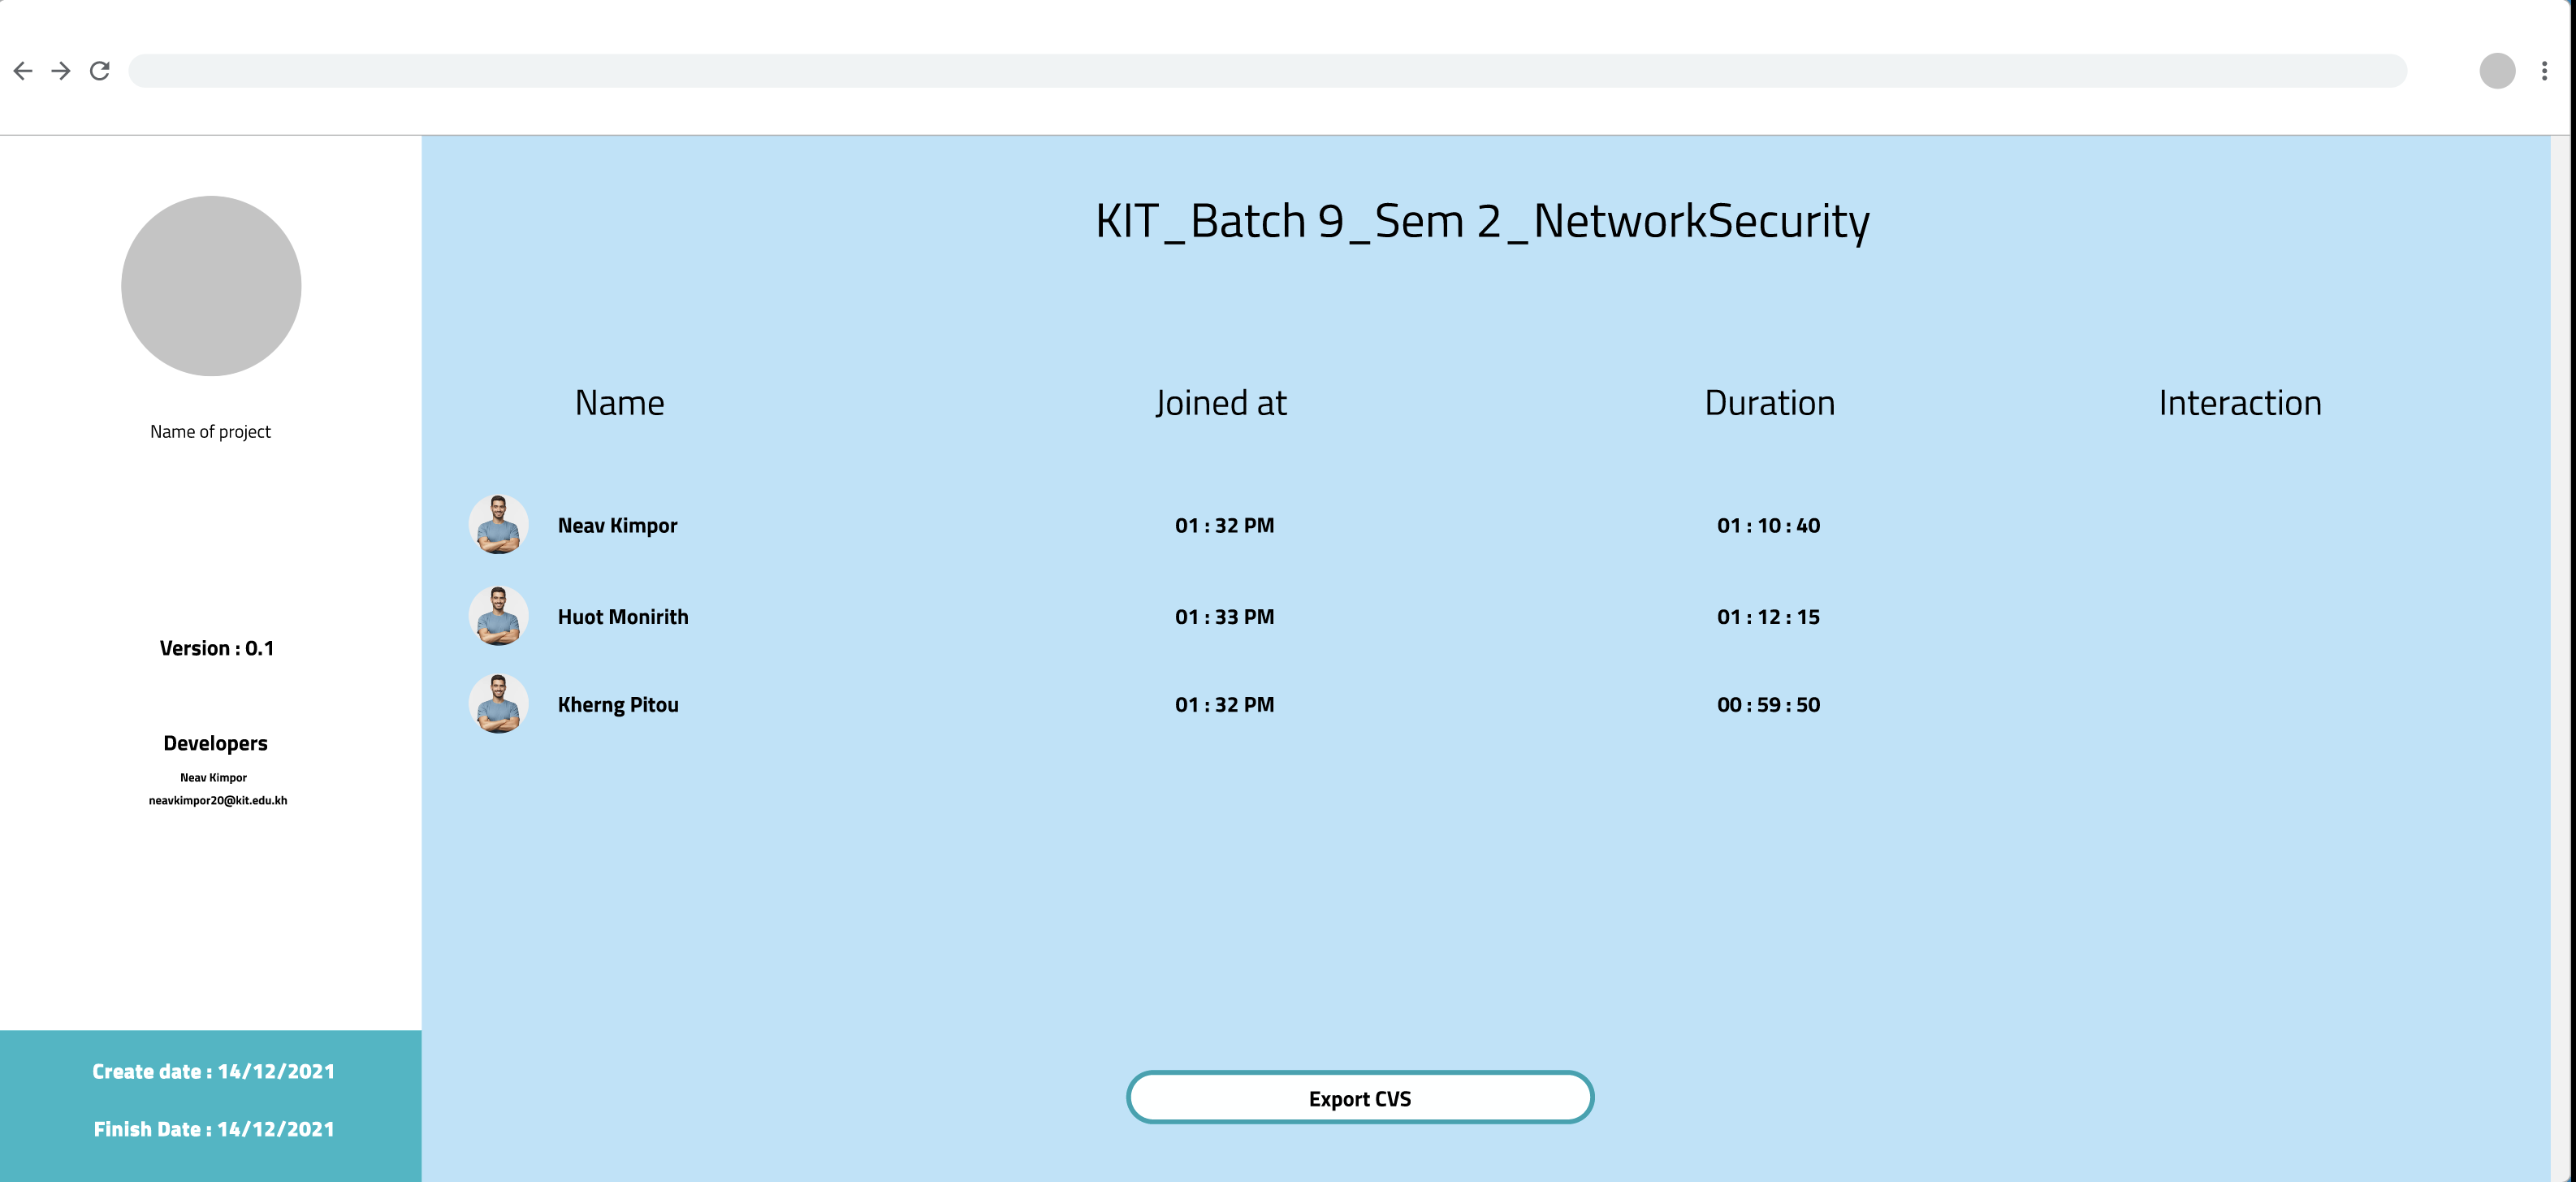 Name of project
Version : 0.1
Developers
Neav Kimpor
neavkimpor20@kit.edu.kh
Create date : 14/12/2021
Finish Date : 14/12/2021
KIT_Batch 9_Sem 2_NetworkSecurity
Name Joined at Duration Interaction
Neav Kimpor 01 : 32 PM 01 : 10 : 40
Huot Monirith 01 : 33 PM 01 : 12 : 15
Kherng Pitou 01 : 32 PM 00 : 59 : 50
Export CVS